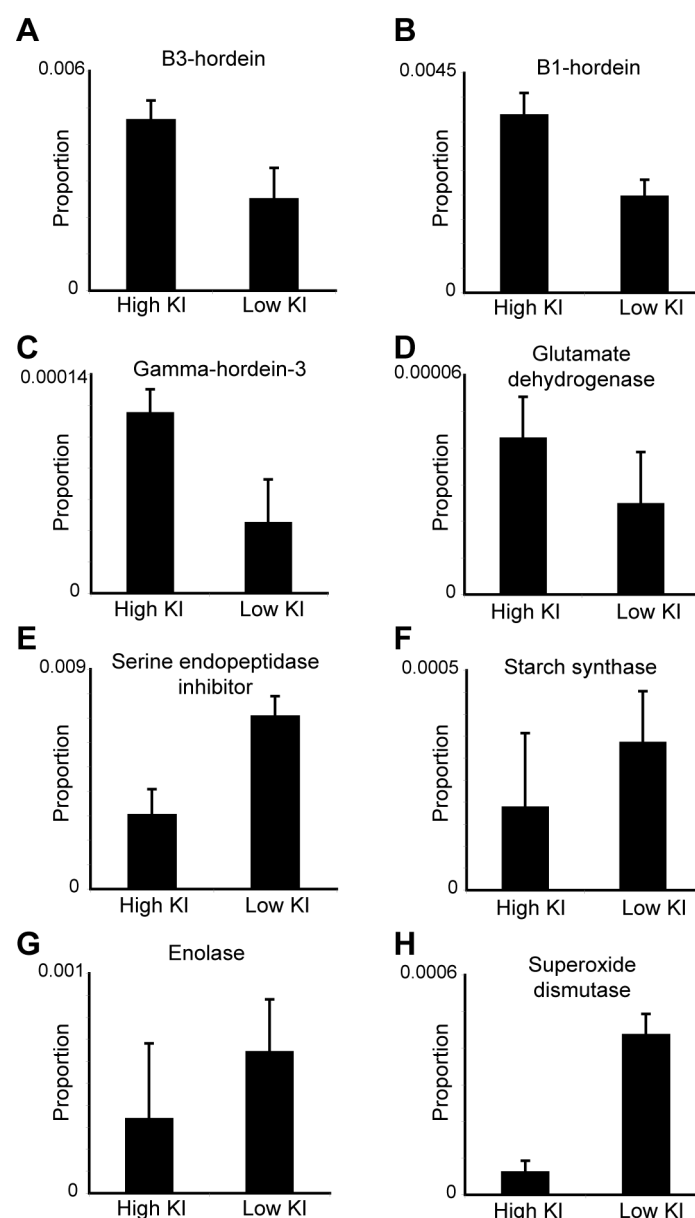 A
B3-hordein
0.006
Proportion
0
High KI
Low KI
B
B1-hordein
0.0045
Proportion
0
High KI
Low KI
C
Gamma-hordein-3
0.00014
Proportion
0
High KI
Low KI
D
Glutamate
dehydrogenase
0.00006
Proportion
0
High KI
Low KI
E
Serine endopeptidase
inhibitor
0.009
Proportion
0
High KI
Low KI
F
Starch synthase
0.0005
Proportion
0
High KI
Low KI
G
Enolase
0.001
Proportion
0
High KI
Low KI
H
Superoxide
dismutase
0.0006
Proportion
0
High KI
Low KI